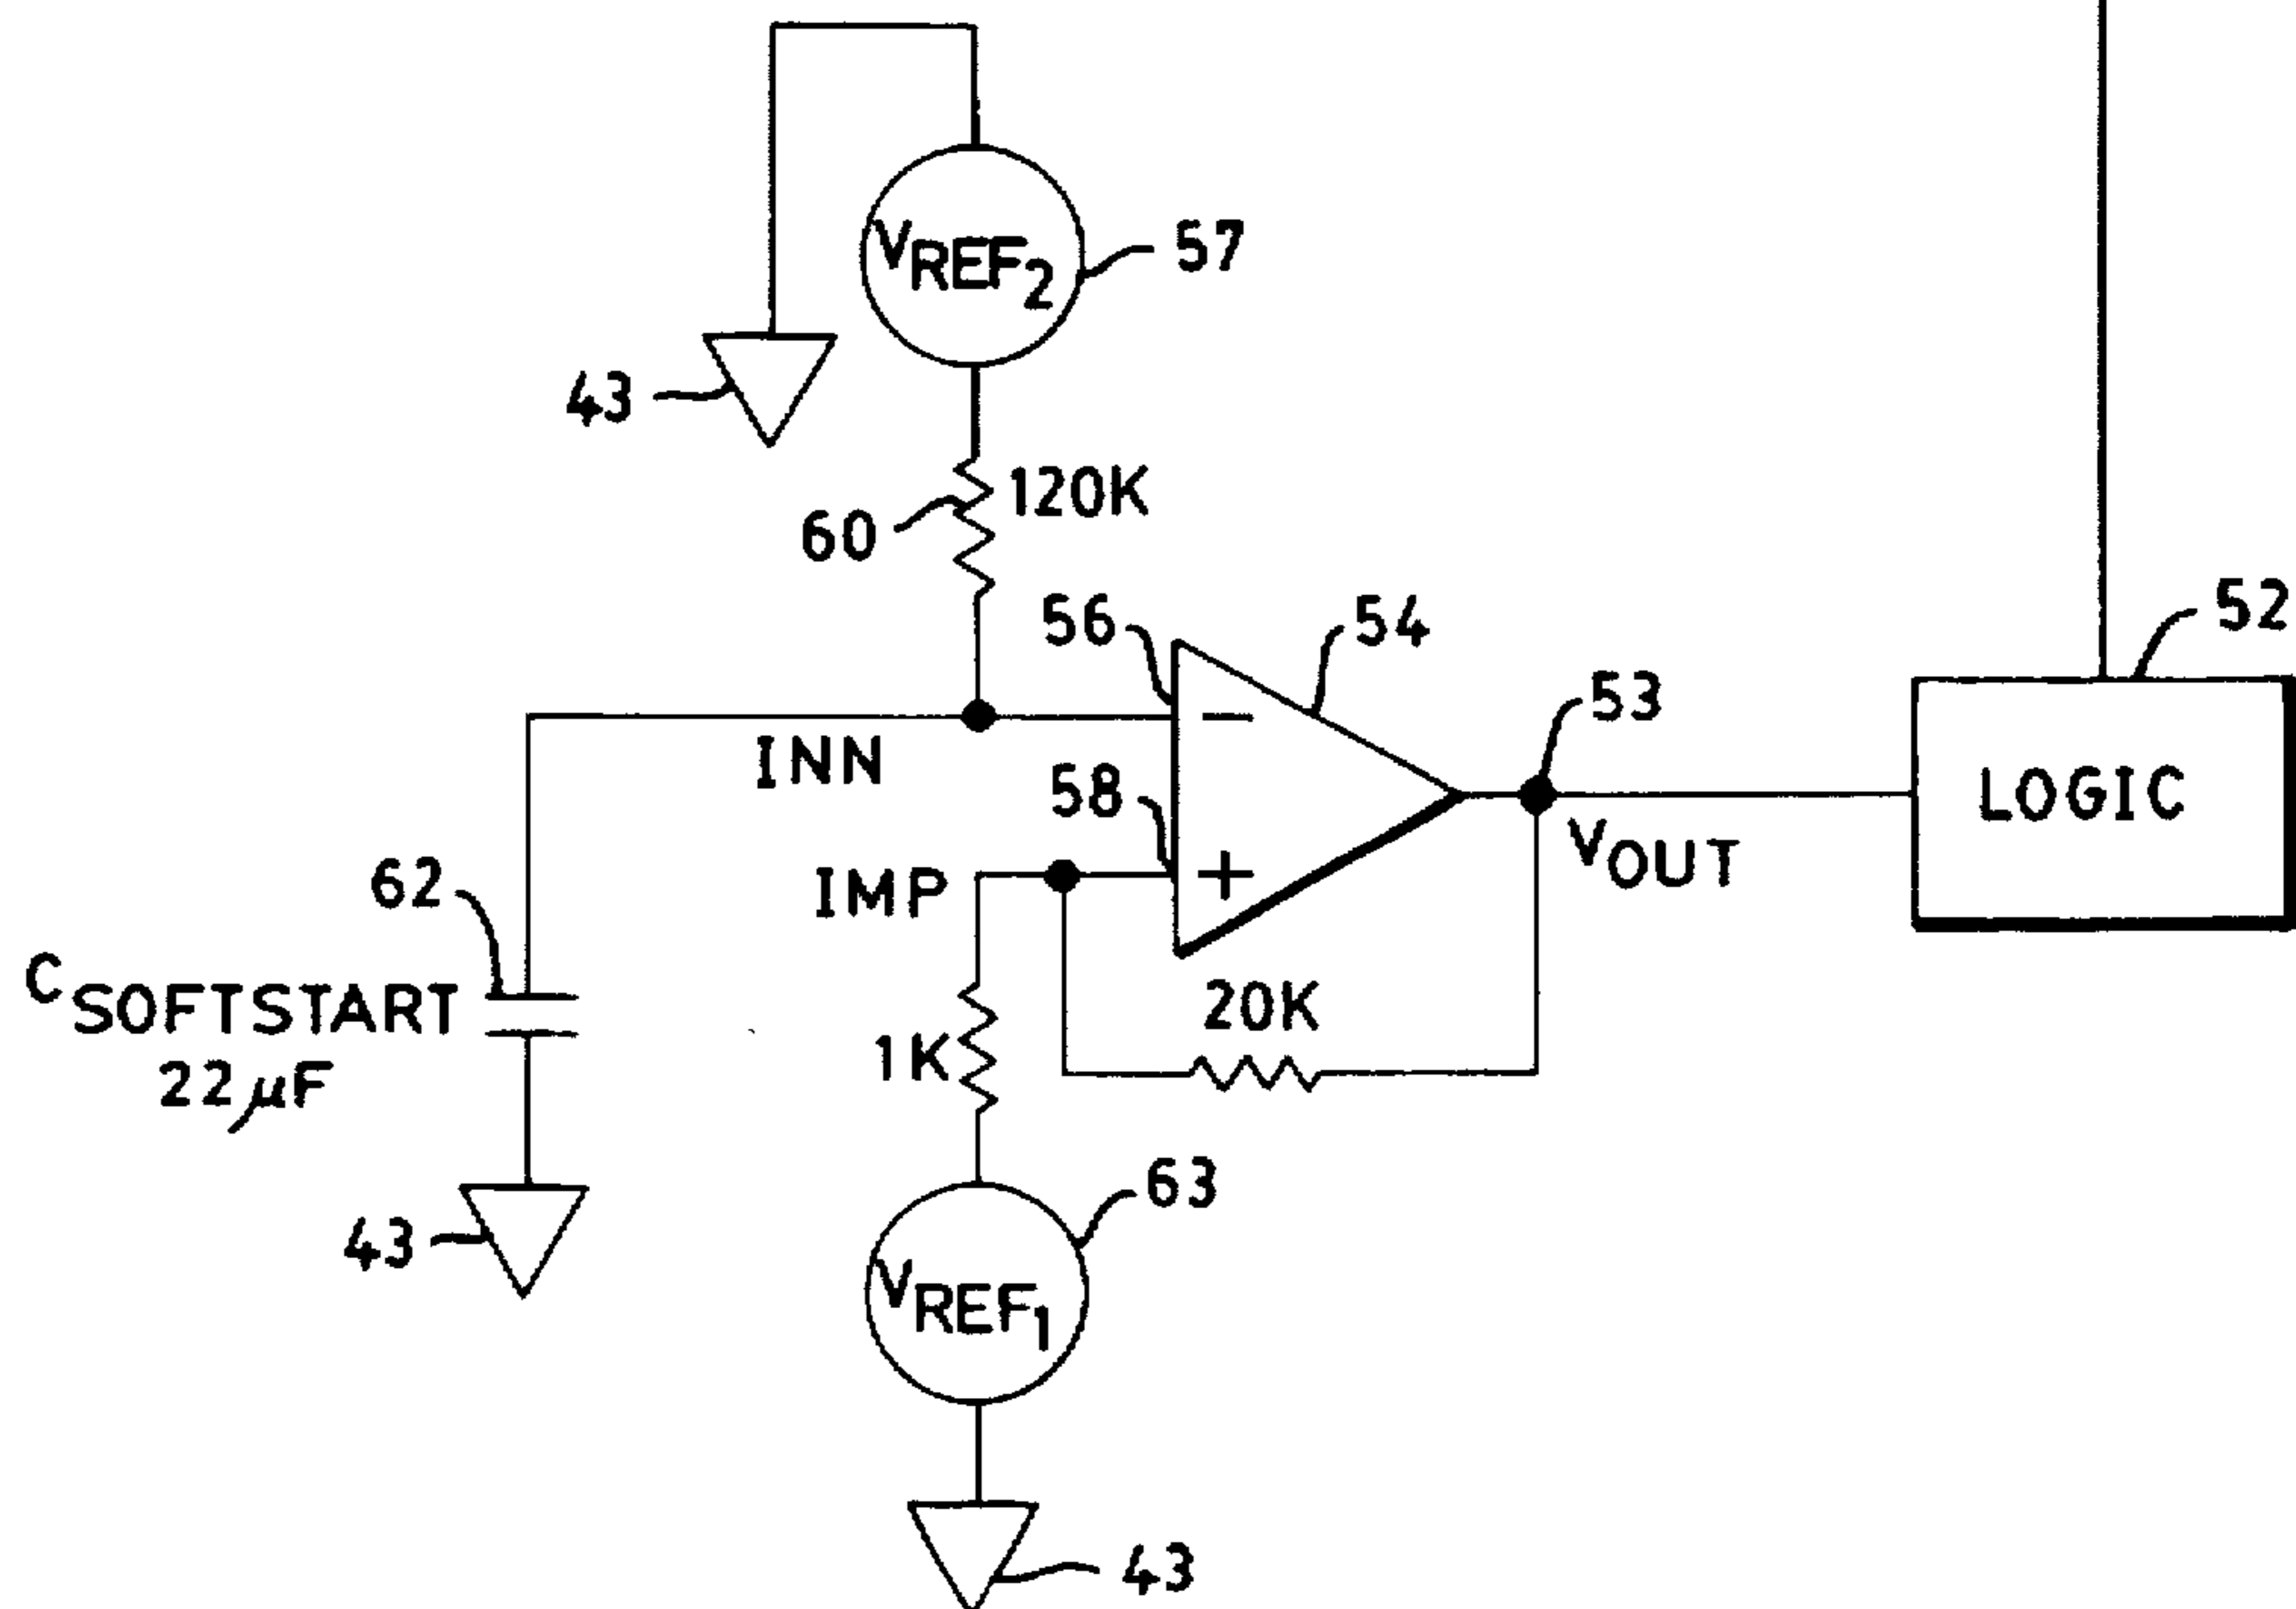 VREF2
57
43
120K
60
56
54
52
53
INN
58
LOGIC
VOUT
62
IMP
CSOFTSTART
22µF
20K
1K
63
43
VREF1
43